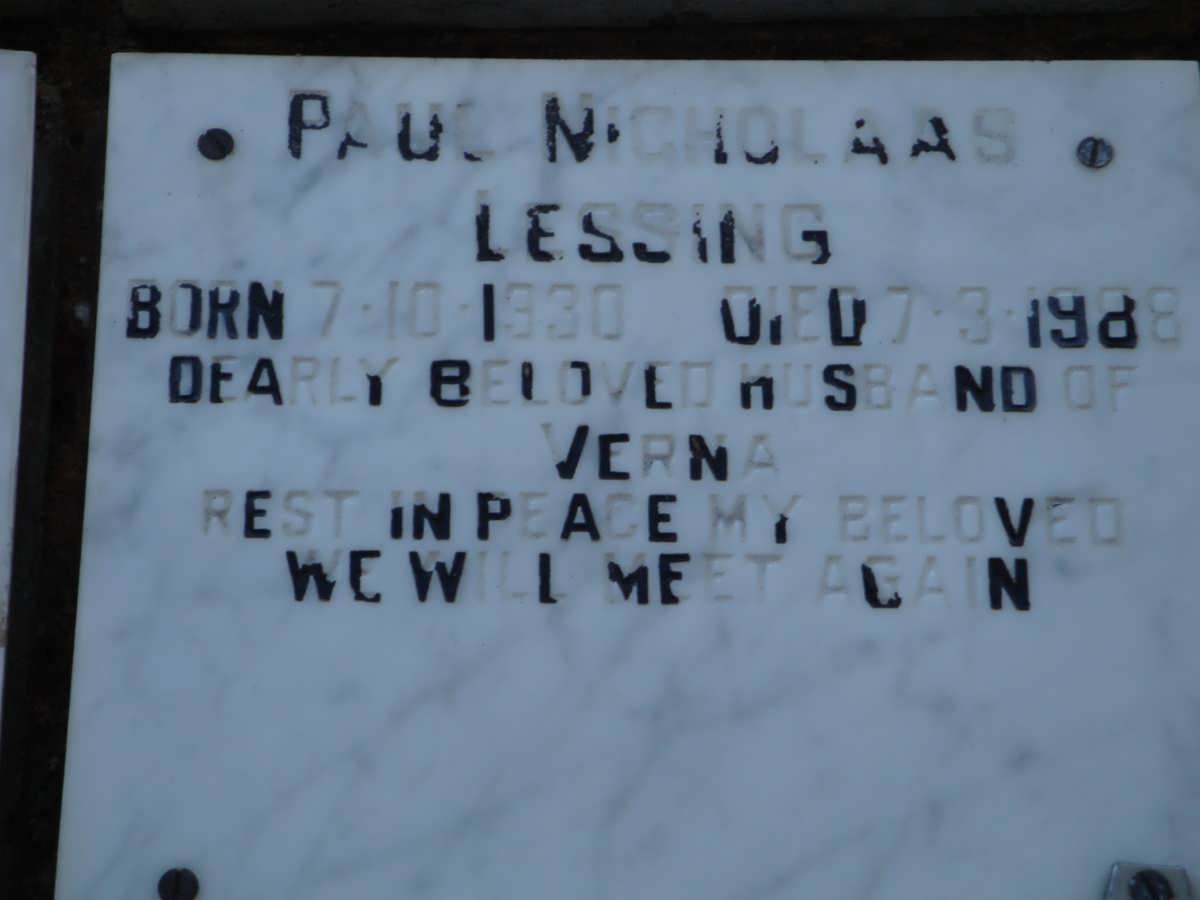 PAUL NICHOLAAS
LESSING
BORN 7·10·1930 DIED 7·3·1988
DEARLY BELOVED HUSBAND OF
VERNA
REST IN PEACE MY BELOVED
WE WILL MEET AGAIN